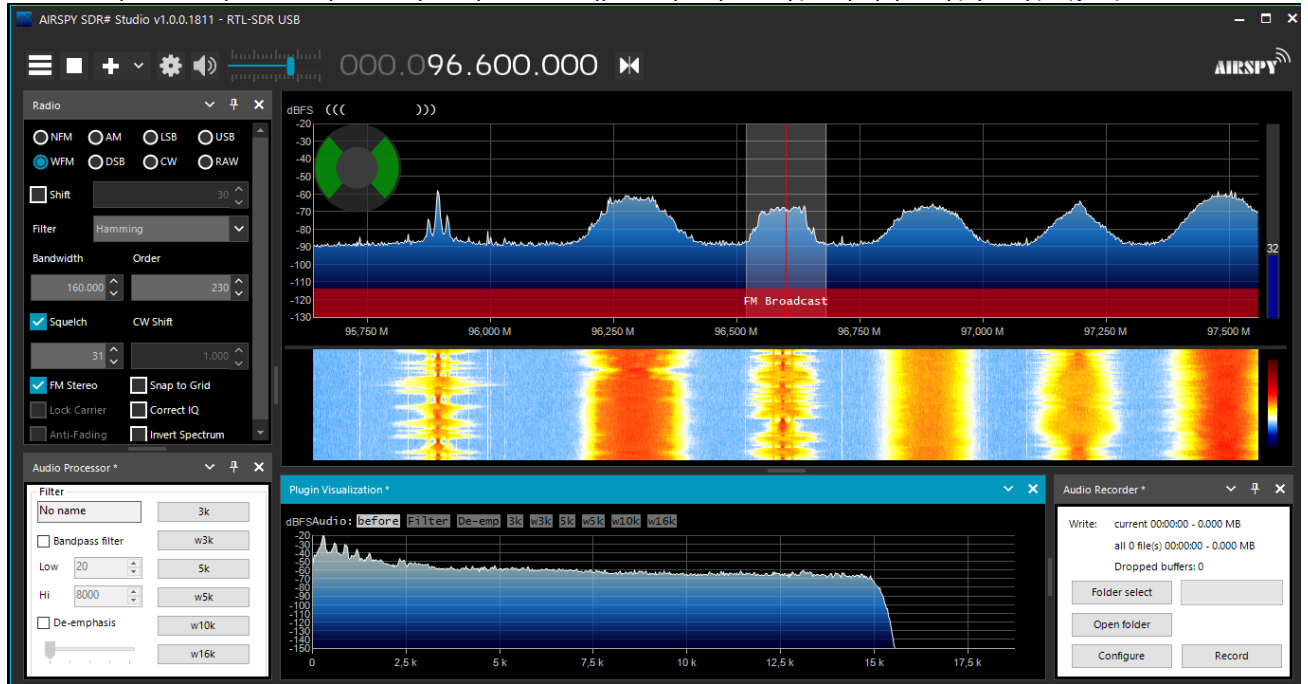 AIRSPY SDR# Studio v1.0.0.1811 - RTL-SDR USB
000.096.600.000
AIRSPY
Radio
NFM AM LSB USB
WFM DSB CW RAW
Shift 30
Filter Hamming
Bandwidth Order
160.000 230
Squelch CW Shift
31 1.000
FM Stereo Snap to Grid
Lock Carrier Correct IQ
Anti-Fading Invert Spectrum
dBFS ((( )))
-20
-30
-40
-50
-60
-70
-80
-90
-100
-110
-120
-130
32
FM Broadcast
95,750 M 96,000 M 96,250 M 96,500 M 96,750 M 97,000 M 97,250 M 97,500 M
Audio Processor *
Filter
No name 3k
Bandpass filter w3k
Low 20 5k
Hi 8000 w5k
De-emphasis w10k
w16k
Plugin Visualization *
dBFS Audio: before Filter De-emp 3k w3k 5k w5k w10k w16k
-20
-30
-40
-50
-60
-70
-80
-90
-100
-110
-120
-130
-140
-150
0 2,5 k 5 k 7,5 k 10 k 12,5 k 15 k 17,5 k
Audio Recorder *
Write: current 00:00:00 - 0.000 MB
all 0 file(s) 00:00:00 - 0.000 MB
Dropped buffers: 0
Folder select
Open folder
Configure Record